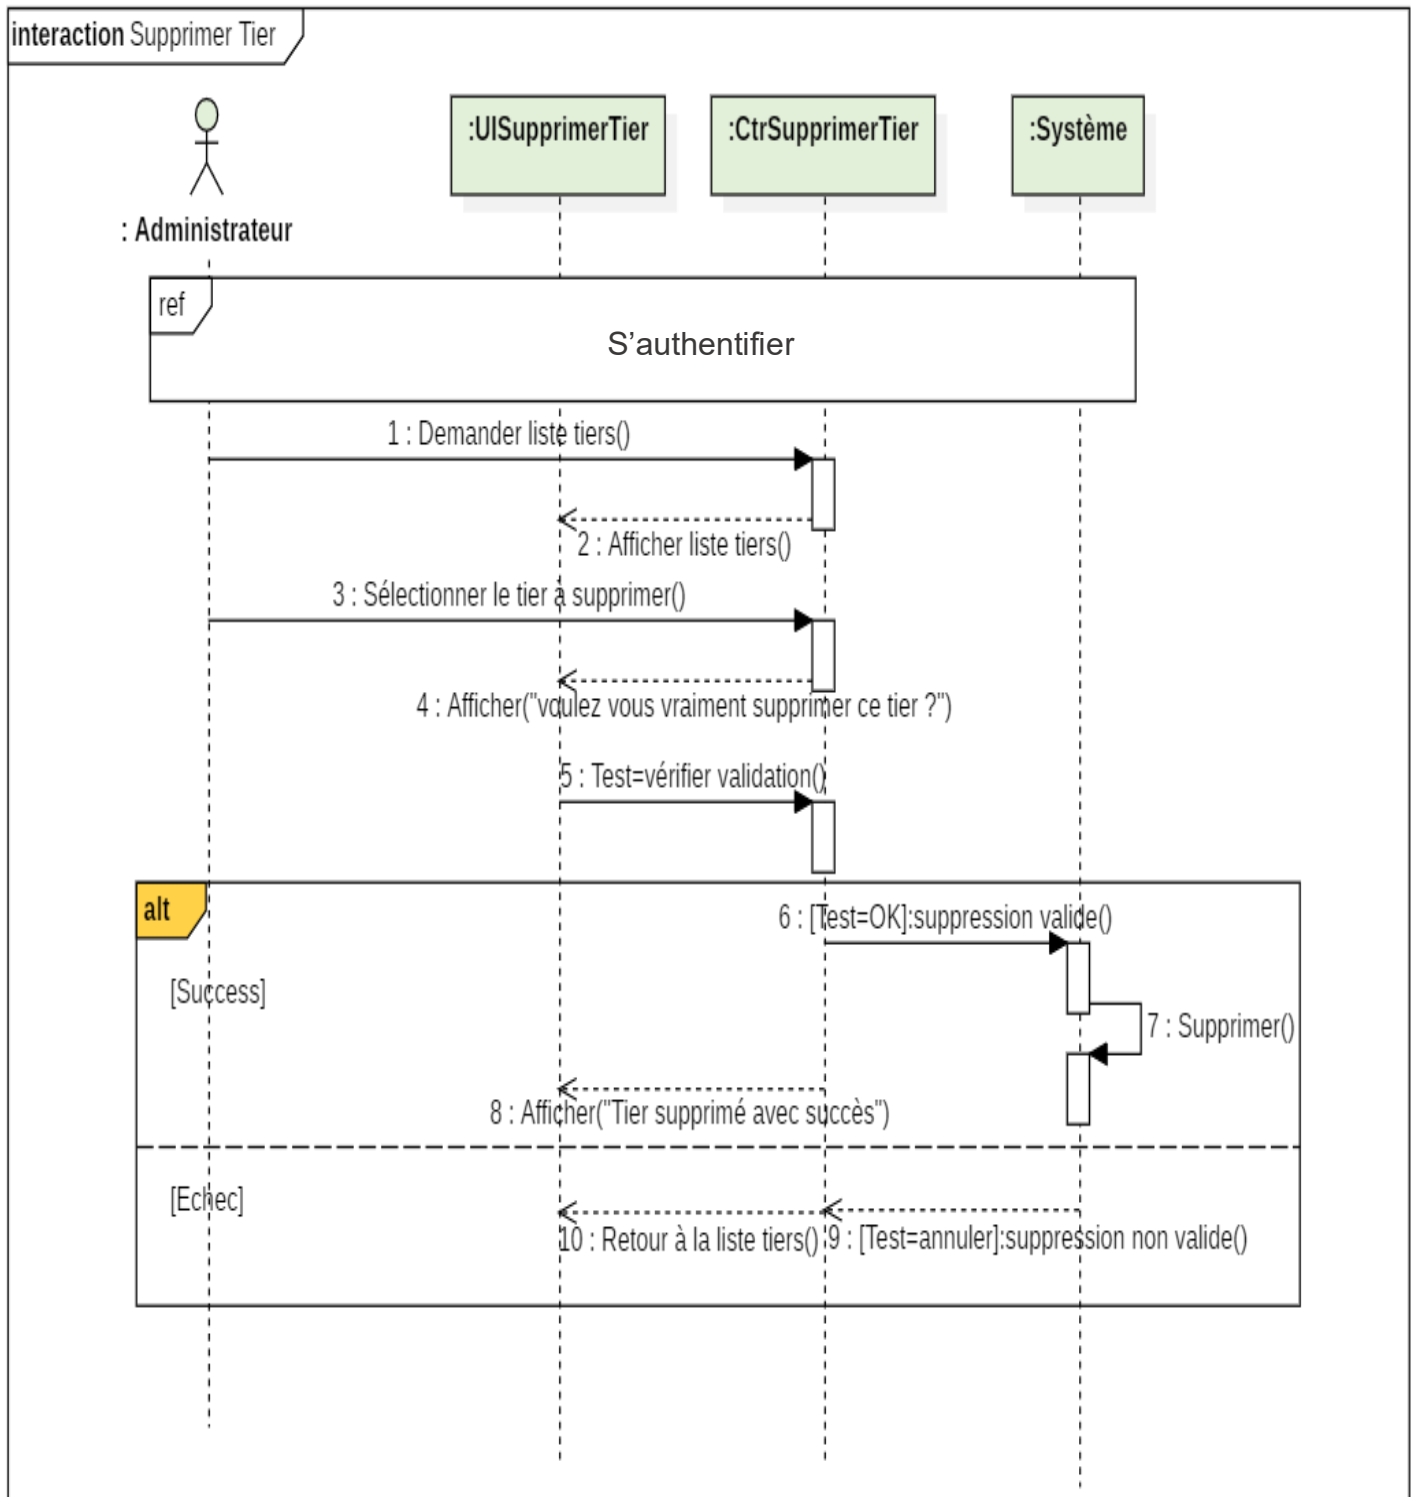 interaction Supprimer Tier
: Administrateur
:UISupprimerTier
:CtrSupprimerTier
:Système
ref
S’authentifier
1 : Demander liste tiers()
2 : Afficher liste tiers()
3 : Sélectionner le tier à supprimer()
4 : Afficher("voulez vous vraiment supprimer ce tier ?")
5 : Test=vérifier validation()
alt
6 : [Test=OK]:suppression valide()
[Success]
7 : Supprimer()
8 : Afficher("Tier supprimé avec succès")
[Echec]
10 : Retour à la liste tiers()
9 : [Test=annuler]:suppression non valide()